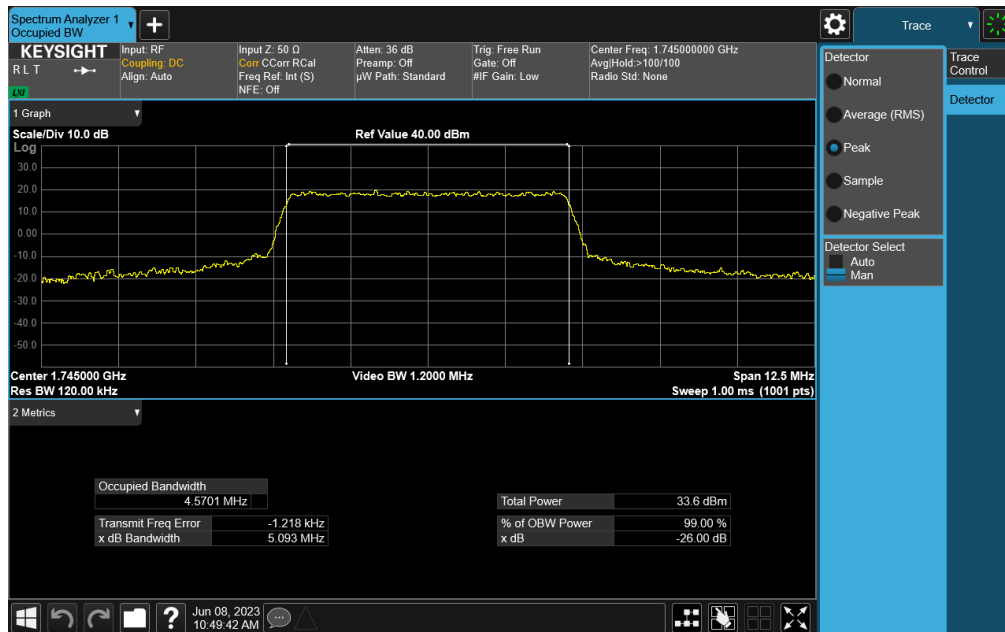 Spectrum Analyzer 1
Occupied BW
Trace
KEYSIGHT
R L T
LXI
Input: RF
Coupling: DC
Align: Auto
Input Z: 50 Ω
Corr CCorr RCal
Freq Ref: Int (S)
NFE: Off
Atten: 36 dB
Preamp: Off
µW Path: Standard
Trig: Free Run
Gate: Off
#IF Gain: Low
Center Freq: 1.745000000 GHz
Avg|Hold:>100/100
Radio Std: None
1 Graph
Scale/Div 10.0 dB
Ref Value 40.00 dBm
Log
30.0
20.0
10.0
0.00
-10.0
-20.0
-30.0
-40.0
-50.0
Center 1.745000 GHz
Video BW 1.2000 MHz
Span 12.5 MHz
Res BW 120.00 kHz
Sweep 1.00 ms (1001 pts)
2 Metrics
Occupied Bandwidth
4.5701 MHz
Transmit Freq Error -1.218 kHz
x dB Bandwidth 5.093 MHz
Total Power 33.6 dBm
% of OBW Power 99.00 %
x dB -26.00 dB
Detector
Normal
Average (RMS)
Peak
Sample
Negative Peak
Detector Select
Auto
Man
Trace
Control
Detector
?
Jun 08, 2023
10:49:42 AM